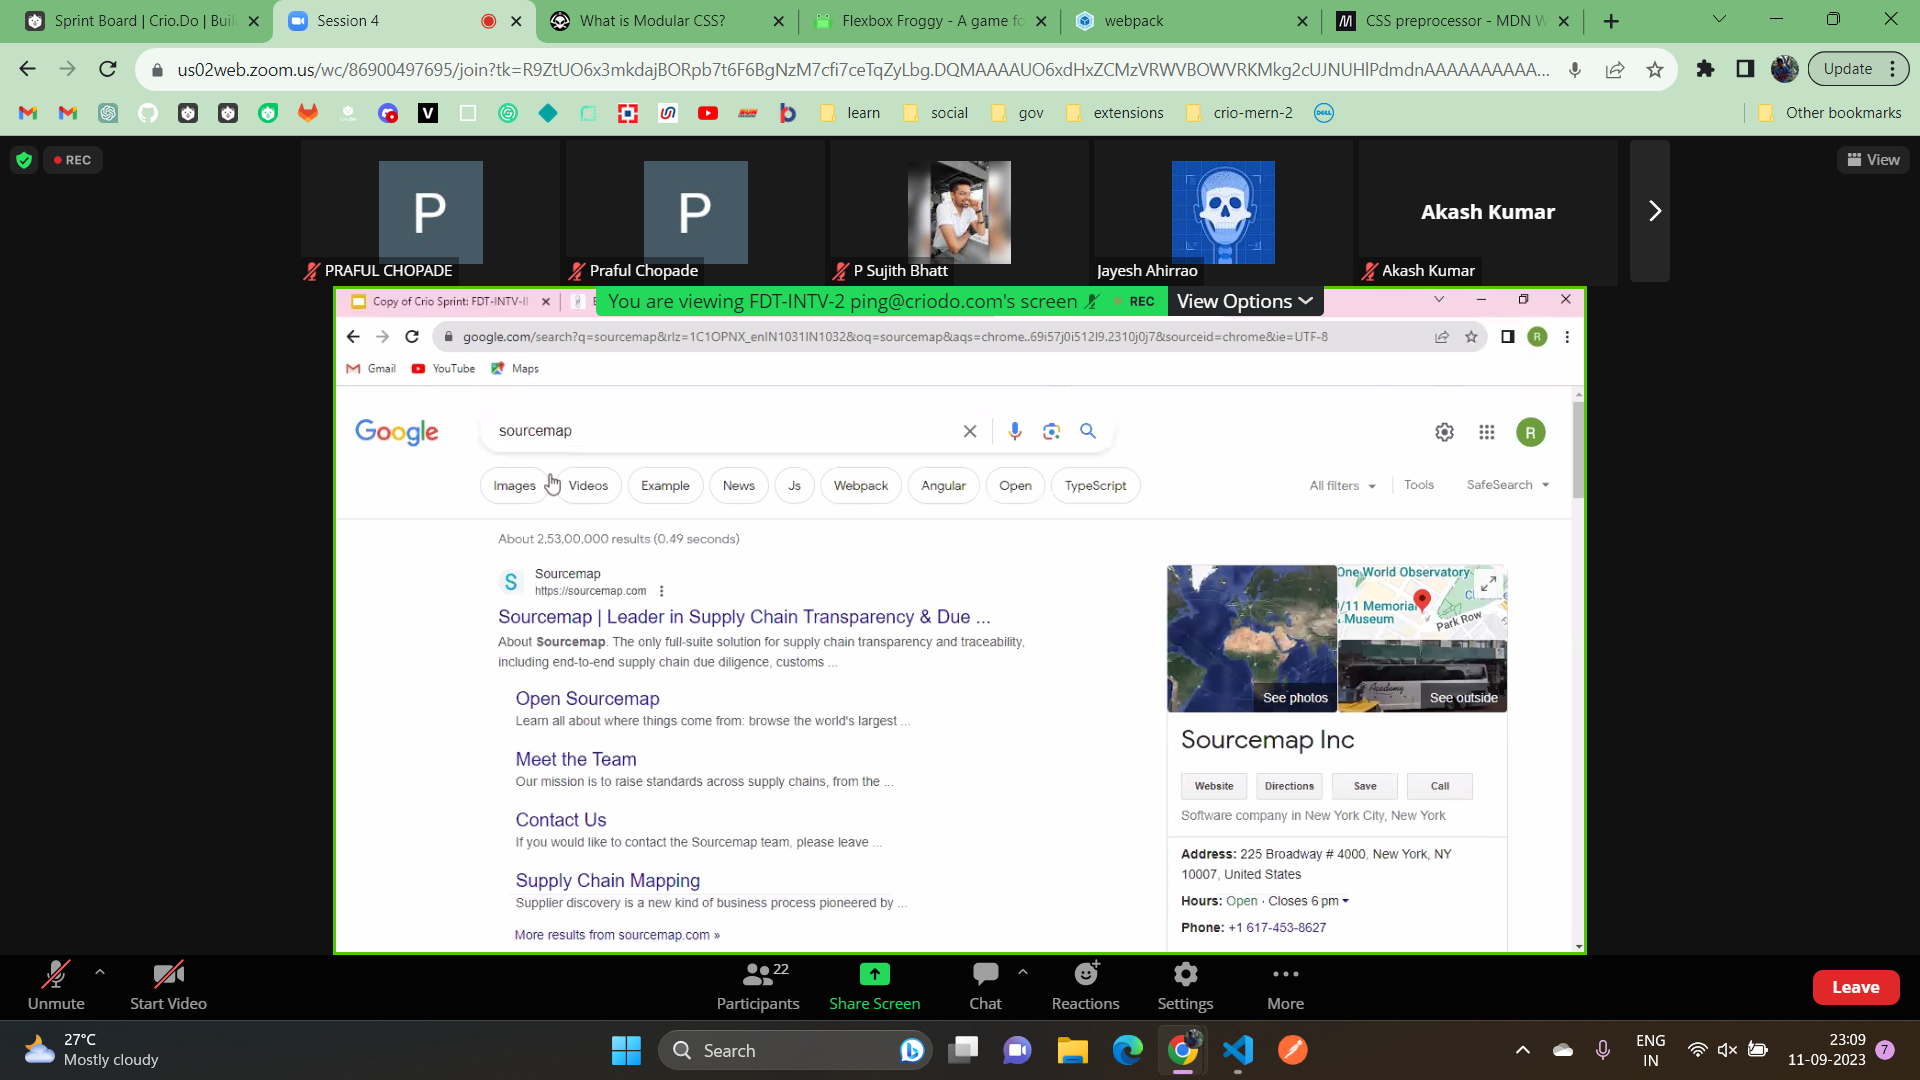 Sprint Board | Crio.Do | Buil
Session 4
What is Modular CSS?
Flexbox Froggy - A game fo
webpack
CSS preprocessor - MDN W
us02web.zoom.us/wc/86900497695/join?tk=R9ZtUO6x3mkdajBORpb7t6F6BgNzM7cfi7ceTqZyLbg.DQMAAAAUO6xdHxZCMzVRWVBOWVRKMkg2cUJNUHlPdmdnAAAAAAAAAA...
Update
learn
social
gov
extensions
crio-mern-2
Other bookmarks
REC
View
P
P
Akash Kumar
PRAFUL CHOPADE
Praful Chopade
P Sujith Bhatt
Jayesh Ahirrao
Akash Kumar
Copy of Crio Sprint: FDT-INTV-II
You are viewing FDT-INTV-2 ping@criodo.com's screen
REC
View Options
google.com/search?q=sourcemap&rlz=1C1OPNX_enIN1031IN1032&oq=sourcemap&aqs=chrome..69i57j0i512l9.2310j0j7&sourceid=chrome&ie=UTF-8
R
Gmail
YouTube
Maps
Google
sourcemap
R
Images
Videos
Example
News
Js
Webpack
Angular
Open
TypeScript
All filters
Tools
SafeSearch
About 2,53,00,000 results (0.49 seconds)
S
Sourcemap
https://sourcemap.com
Sourcemap | Leader in Supply Chain Transparency & Due ...
About Sourcemap. The only full-suite solution for supply chain transparency and traceability,
including end-to-end supply chain due diligence, customs ...
Open Sourcemap
Learn all about where things come from: browse the world's largest ...
Meet the Team
Our mission is to raise standards across supply chains, from the ...
Contact Us
If you would like to contact the Sourcemap team, please leave ...
Supply Chain Mapping
Supplier discovery is a new kind of business process pioneered by ...
More results from sourcemap.com »
One World Observatory
9/11 Memorial
& Museum
Park Row
See photos
Academy
See outside
Sourcemap Inc
Website
Directions
Save
Call
Software company in New York City, New York
Address: 225 Broadway # 4000, New York, NY
10007, United States
Hours: Open · Closes 6 pm
Phone: +1 617-453-8627
Unmute
Start Video
22
Participants
Share Screen
Chat
Reactions
Settings
More
Leave
27°C
Mostly cloudy
Search
ENG
IN
23:09
11-09-2023
7